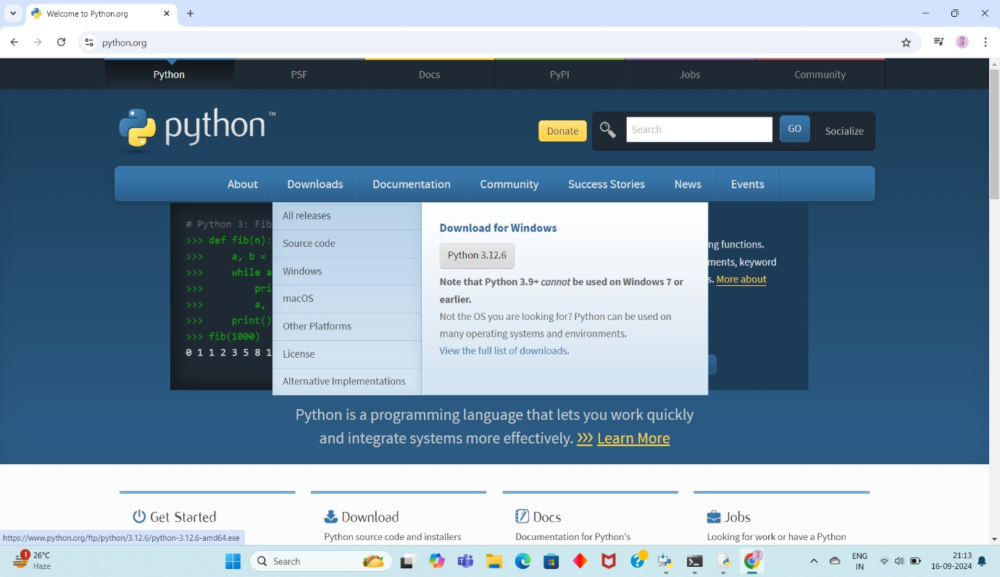 Welcome to Python.org
python.org
Python PSF Docs PyPI Jobs Community
python™
Donate Search GO Socialize
About Downloads Documentation Community Success Stories News Events
# Python 3: Fib
>>> def fib(n):
>>> a, b =
>>> while a
>>> pri
>>> a,
>>> print()
>>> fib(1000)
0 1 1 2 3 5 8 1
All releases
Source code
Windows
macOS
Other Platforms
License
Alternative Implementations
Download for Windows
Python 3.12.6
Note that Python 3.9+ cannot be used on Windows 7 or
earlier.
Not the OS you are looking for? Python can be used on
many operating systems and environments.
View the full list of downloads.
ng functions.
ments, keyword
s. More about
Python is a programming language that lets you work quickly
and integrate systems more effectively. >>> Learn More
Get Started
Download
Python source code and installers
Docs
Documentation for Python's
Jobs
Looking for work or have a Python
https://www.python.org/ftp/python/3.12.6/python-3.12.6-amd64.exe
1
26°C
Haze
Search
ENG
IN
21:13
16-09-2024